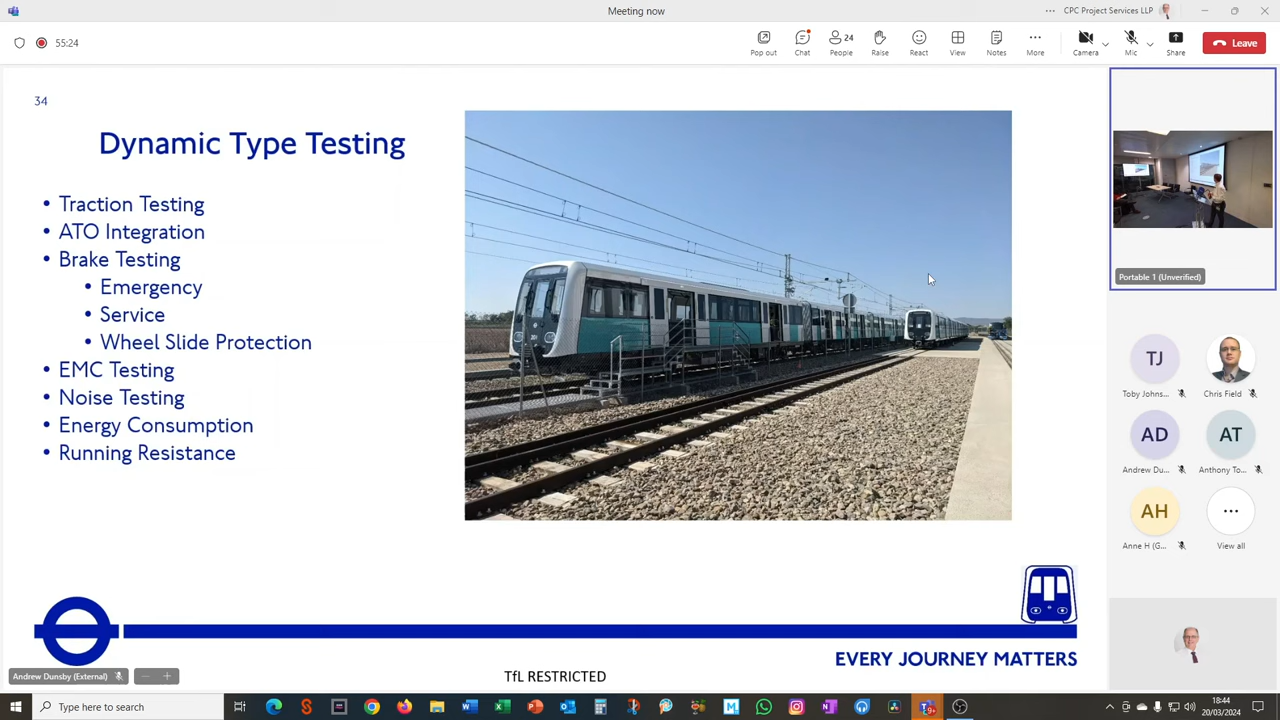 Meeting now
CPC Project Services LLP
55:24
Pop out
Chat
24
People
Raise
React
View
Notes
More
Camera
Mic
Share
Leave
34
Dynamic Type Testing
• Traction Testing
• ATO Integration
• Brake Testing
• Emergency
• Service
• Wheel Slide Protection
• EMC Testing
• Noise Testing
• Energy Consumption
• Running Resistance
EVERY JOURNEY MATTERS
TfL RESTRICTED
Andrew Dunsby (External)
Portable 1 (Unverified)
TJ
Toby Johns...
Chris Field
AD
Andrew Du...
AT
Anthony To...
AH
Anne H (G...
View all
Type here to search
18:44
20/03/2024